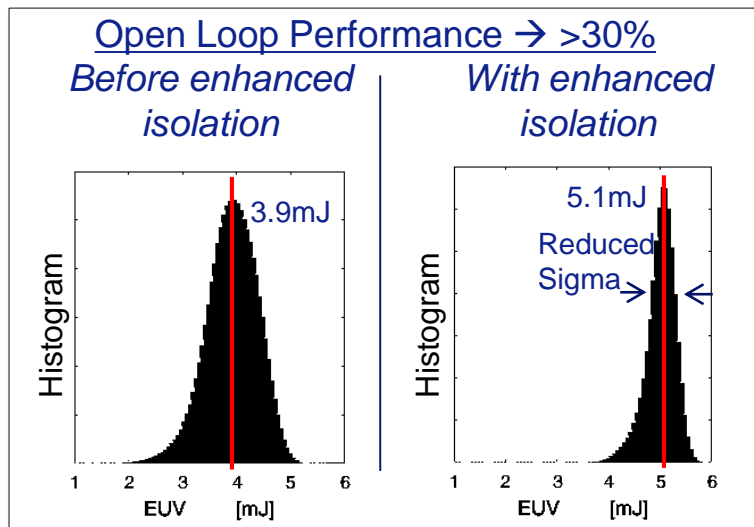 Open Loop Performance → >30%
Before enhanced
isolation
3.9mJ
Histogram
1 2 3 4 5 6
EUV [mJ]
With enhanced
isolation
5.1mJ
Reduced
Sigma
Histogram
1 2 3 4 5 6
EUV [mJ]